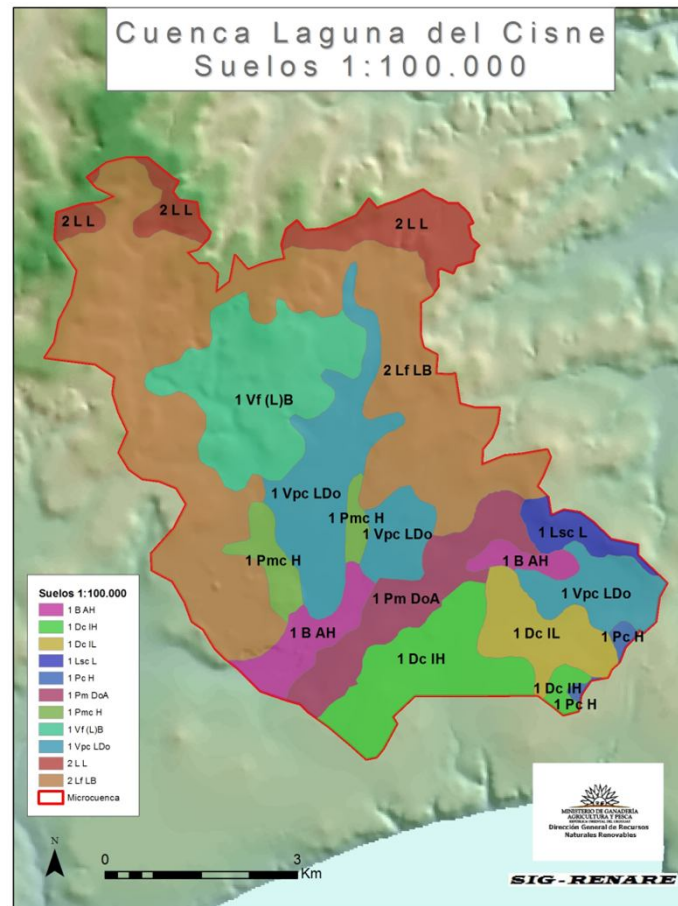 Cuenca Laguna del Cisne
Suelos 1:100.000
2 L L
2 L L
2 L L
2 Lf LB
1 Vf (L)B
1 Vpc LDo
1 Pmc H
1 Vpc LDo
1 Lsc L
1 B AH
1 Pmc H
1 Vpc LDo
1 Pm DoA
1 B AH
1 Dc IL
1 Pc H
1 Dc IH
1 Dc IH
1 Pc H
Suelos 1:100.000
1 B AH
1 Dc IH
1 Dc IL
1 Lsc L
1 Pc H
1 Pm DoA
1 Pmc H
1 Vf (L)B
1 Vpc LDo
2 L L
2 Lf LB
Microcuenca
N
0 3
Km
MINISTERIO DE GANADERÍA
AGRICULTURA Y PESCA
REPÚBLICA ORIENTAL DEL URUGUAY
Dirección General de Recursos
Naturales Renovables
SIG-RENARE